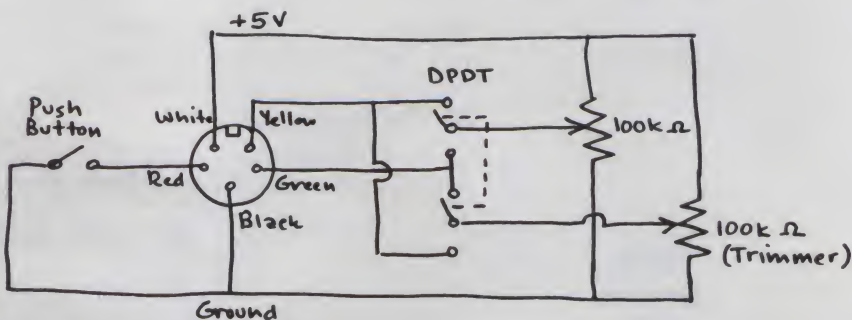 +5V
DPDT
Push
Button
White
Yellow
100k Ω
Red
Green
Black
100k Ω
(Trimmer)
Ground